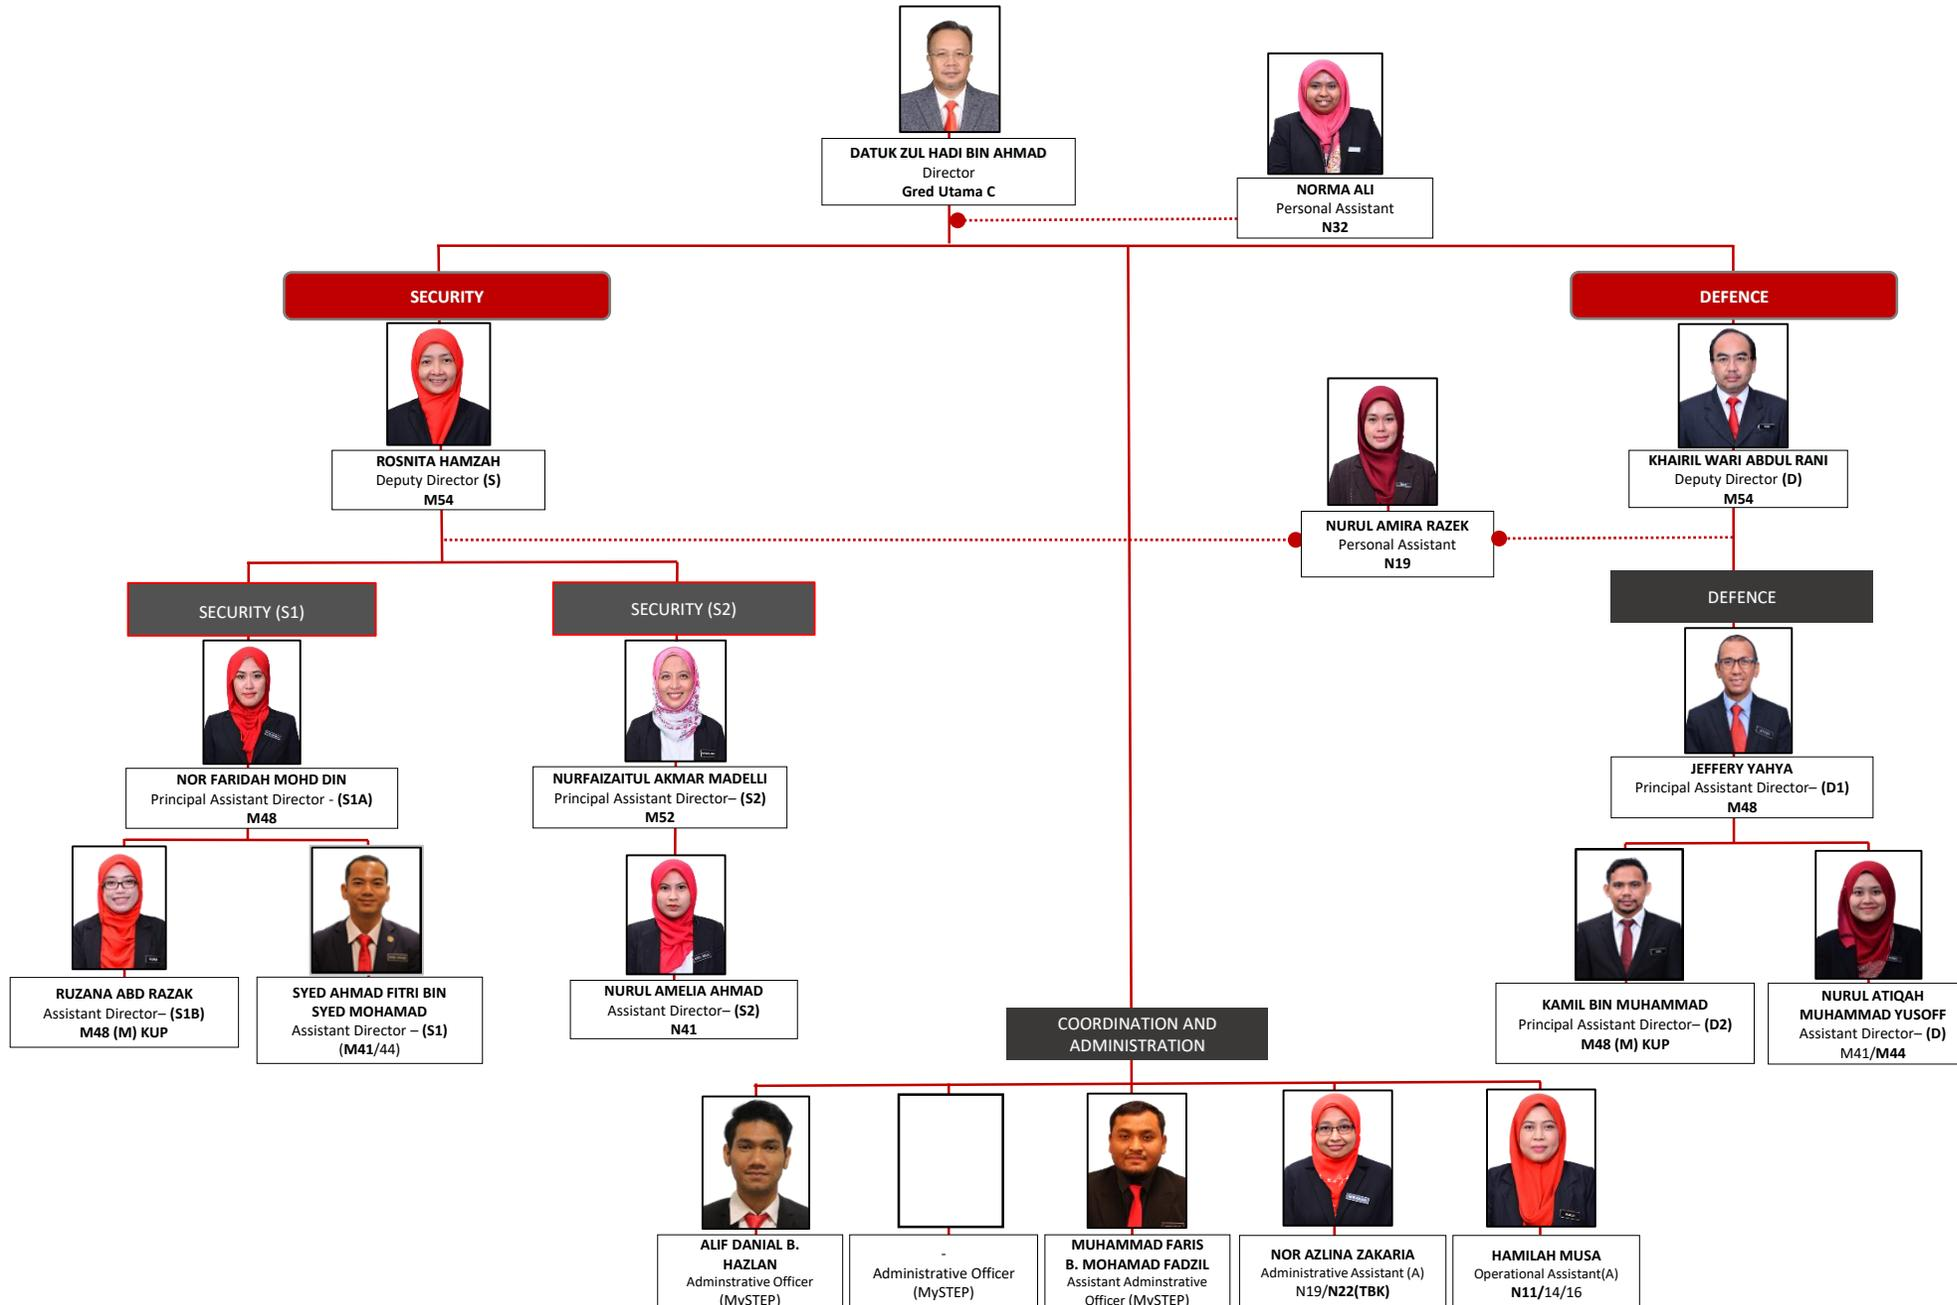 DATUK ZUL HADI BIN AHMAD
Director
Gred Utama C
NORMA ALI
Personal Assistant
N32
SECURITY
DEFENCE
ROSNITA HAMZAH
Deputy Director (S)
M54
NURUL AMIRA RAZEK
Personal Assistant
N19
KHAIRIL WARI ABDUL RANI
Deputy Director (D)
M54
SECURITY (S1)
SECURITY (S2)
DEFENCE
NOR FARIDAH MOHD DIN
Principal Assistant Director - (S1A)
M48
NURFAIZAITUL AKMAR MADELLI
Principal Assistant Director– (S2)
M52
JEFFERY YAHYA
Principal Assistant Director– (D1)
M48
RUZANA ABD RAZAK
Assistant Director– (S1B)
M48 (M) KUP
SYED AHMAD FITRI BIN
SYED MOHAMAD
Assistant Director – (S1)
(M41/44)
NURUL AMELIA AHMAD
Assistant Director– (S2)
N41
KAMIL BIN MUHAMMAD
Principal Assistant Director– (D2)
M48 (M) KUP
NURUL ATIQAH
MUHAMMAD YUSOFF
Assistant Director– (D)
M41/M44
COORDINATION AND
ADMINISTRATION
ALIF DANIAL B.
HAZLAN
Adminstrative Officer
(MySTEP)
-
Administrative Officer
(MySTEP)
MUHAMMAD FARIS
B. MOHAMAD FADZIL
Assistant Adminstrative
Officer (MySTEP)
NOR AZLINA ZAKARIA
Administrative Assistant (A)
N19/N22(TBK)
HAMILAH MUSA
Operational Assistant(A)
N11/14/16